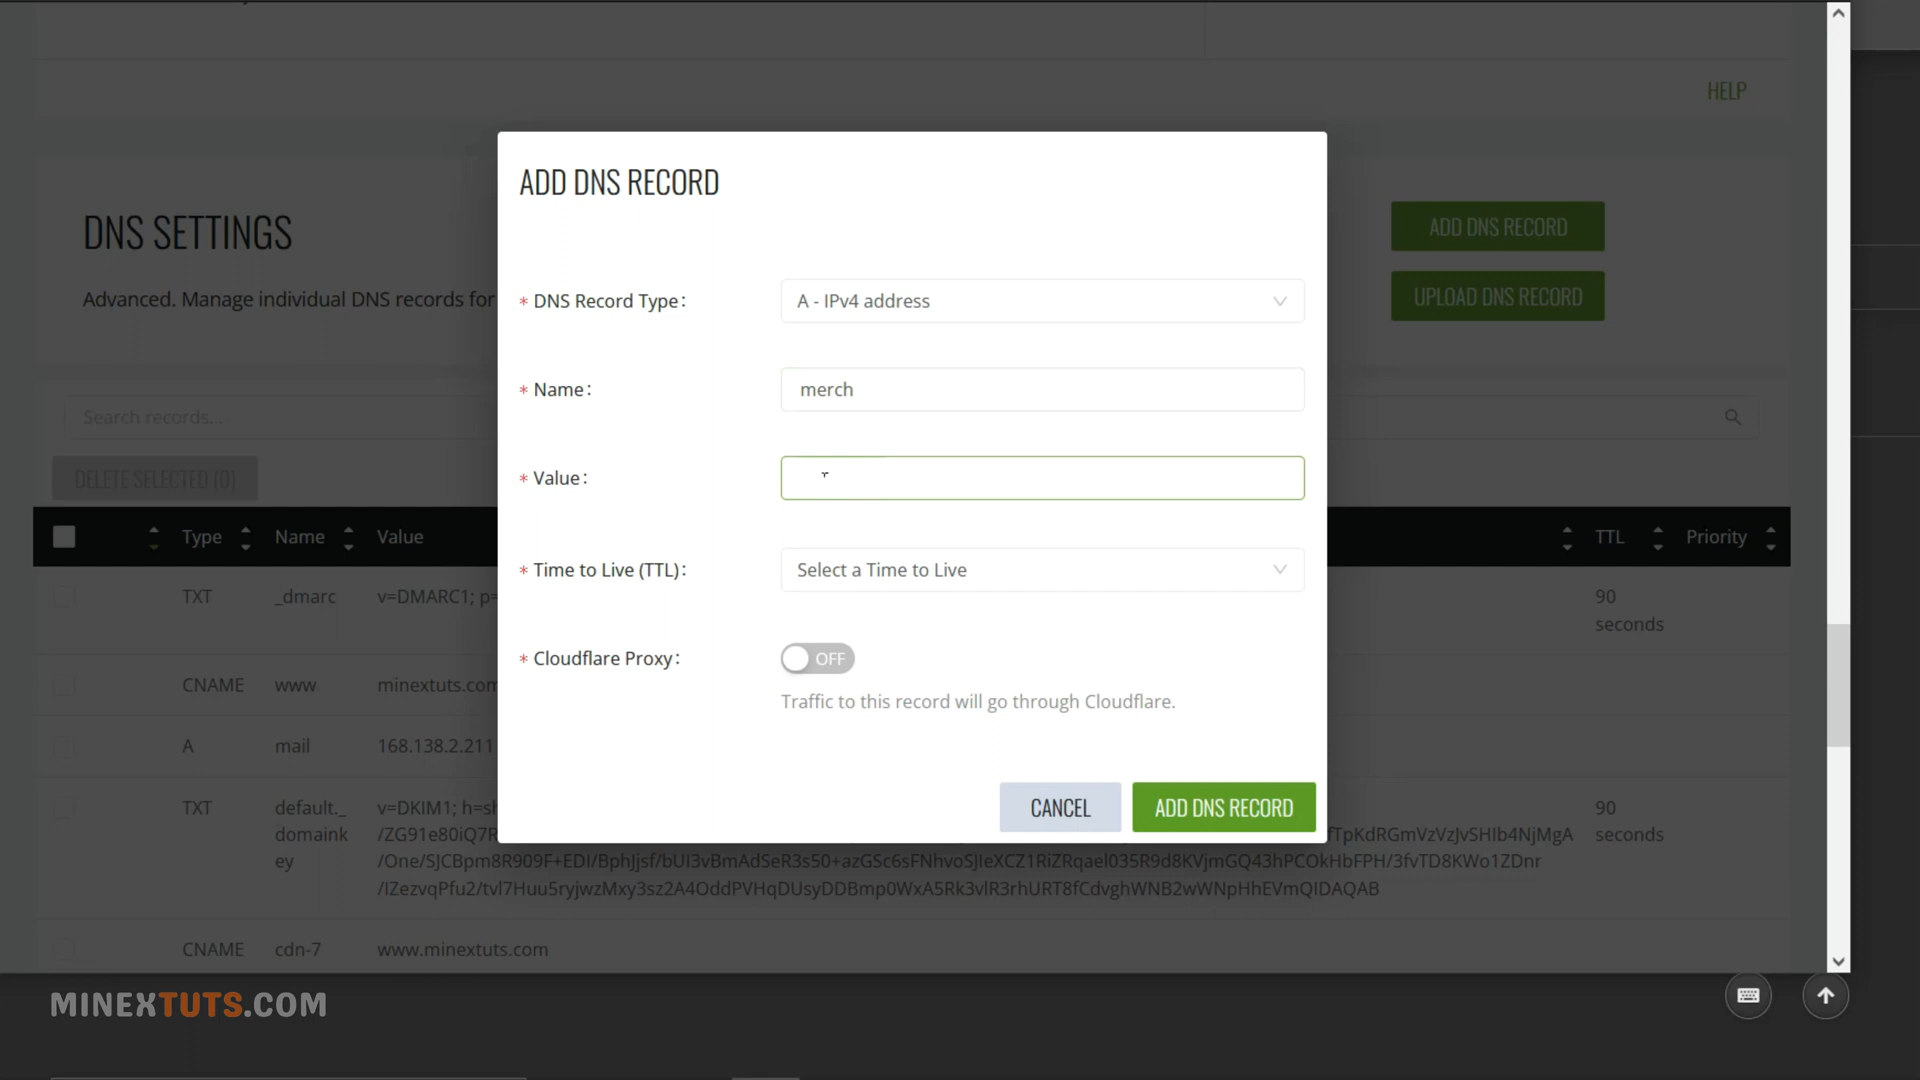 HELP
ADD DNS RECORD
DNS SETTINGS
Advanced. Manage individual DNS records for
ADD DNS RECORD
UPLOAD DNS RECORD
* DNS Record Type:
A - IPv4 address
* Name:
merch
Search records...
* Value:
DELETE SELECTED (0)
Type Name Value TTL Priority
* Time to Live (TTL):
Select a Time to Live
TXT _dmarc v=DMARC1; p= 90
seconds
* Cloudflare Proxy:
OFF
Traffic to this record will go through Cloudflare.
CNAME www minextuts.com
A mail 168.138.2.211
CANCEL
ADD DNS RECORD
TXT default._ v=DKIM1; h=sh 90
domaink /ZG91e80iQ7R fTpKdRGmVzVzJvSHIb4NjMgA seconds
ey /One/SJCBpm8R909F+EDI/BphJjsf/bUI3vBmAdSeR3s50+azGSc6sFNhvoSJIeXCZ1RiZRqael035R9d8KVjmGQ43hPCOkHbFPH/3fvTD8KWo1ZDnr
/IZezvqPfu2/tvl7Huu5ryjwzMxy3sz2A4OddPVHqDUsyDDBmp0WxA5Rk3vlR3rhURT8fCdvghWNB2wWNpHhEVmQIDAQAB
CNAME cdn-7 www.minextuts.com
MINEXTUTS.COM